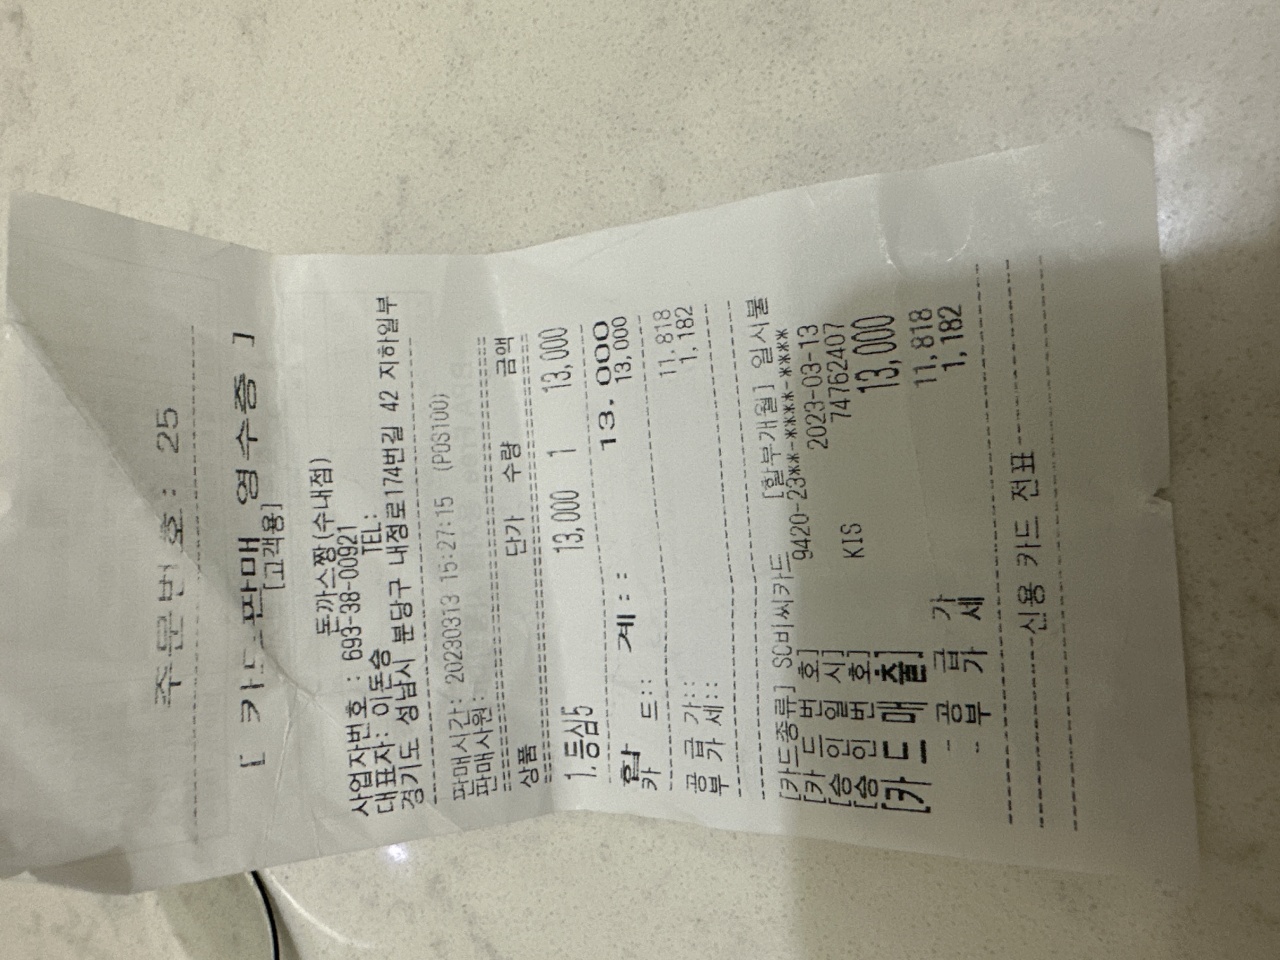 주문번호: 25
[ 카드판매 영수증 ]
[고객용]
돈까스짱(수내점)
사업자번호 : 693-38-00921
대표자: 이돈승 TEL:
경기도 성남시 분당구 내정로174번길 42 지하일부
판매시간: 20230313 15:27:15 (POS100)
판매사원:
상품 단가 수량 금액
1.등심5 13,000 1 13,000
합 계 : : 13,000
카 드:: 13,000
공 급 가:: 11,818
부 가 세:: 1,182
[카드종류] SC비씨카드 [할부개월] 일시불
[카 드 번 호] 9420-23**-****-****
[승 인 일 시] 2023-03-13
[승 인 번 호] KIS 74762407
[카 드 매 출] 13,000
- 공 급 가 11,818
- 부 가 세 1,182
신용 카드 전표